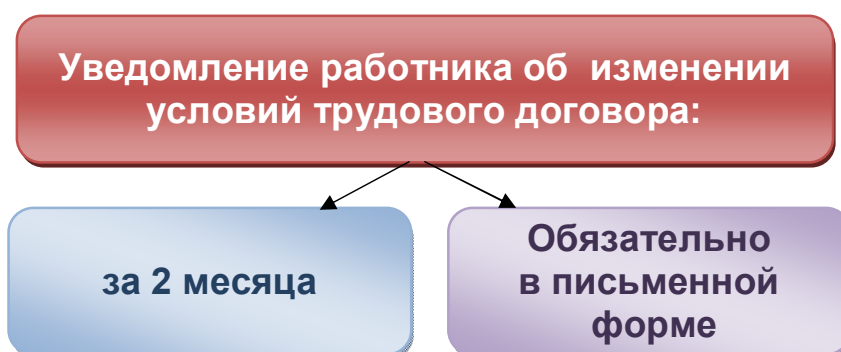 Уведомление работника об изменении
условий трудового договора:
за 2 месяца
Обязательно
в письменной
форме